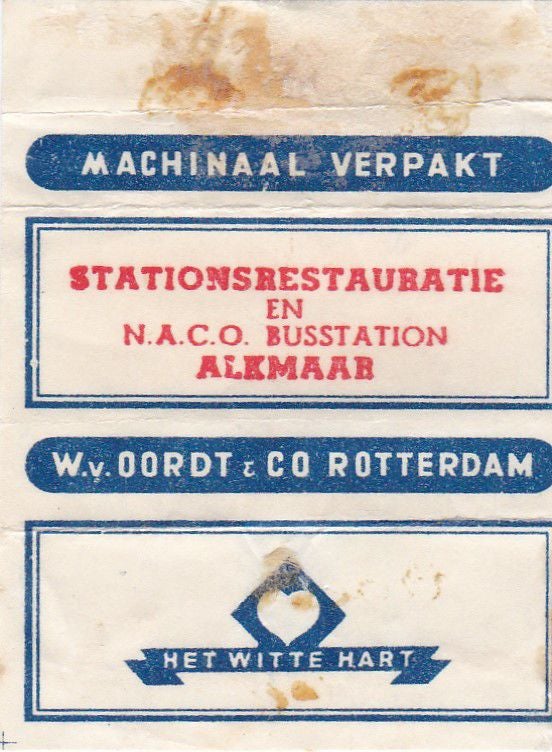 MACHINAAL VERPAKT
STATIONSRESTAURATIE
EN
N.A.C.O. BUSSTATION
ALKMAAR
W.v. OORDT & CO ROTTERDAM
HET WITTE HART